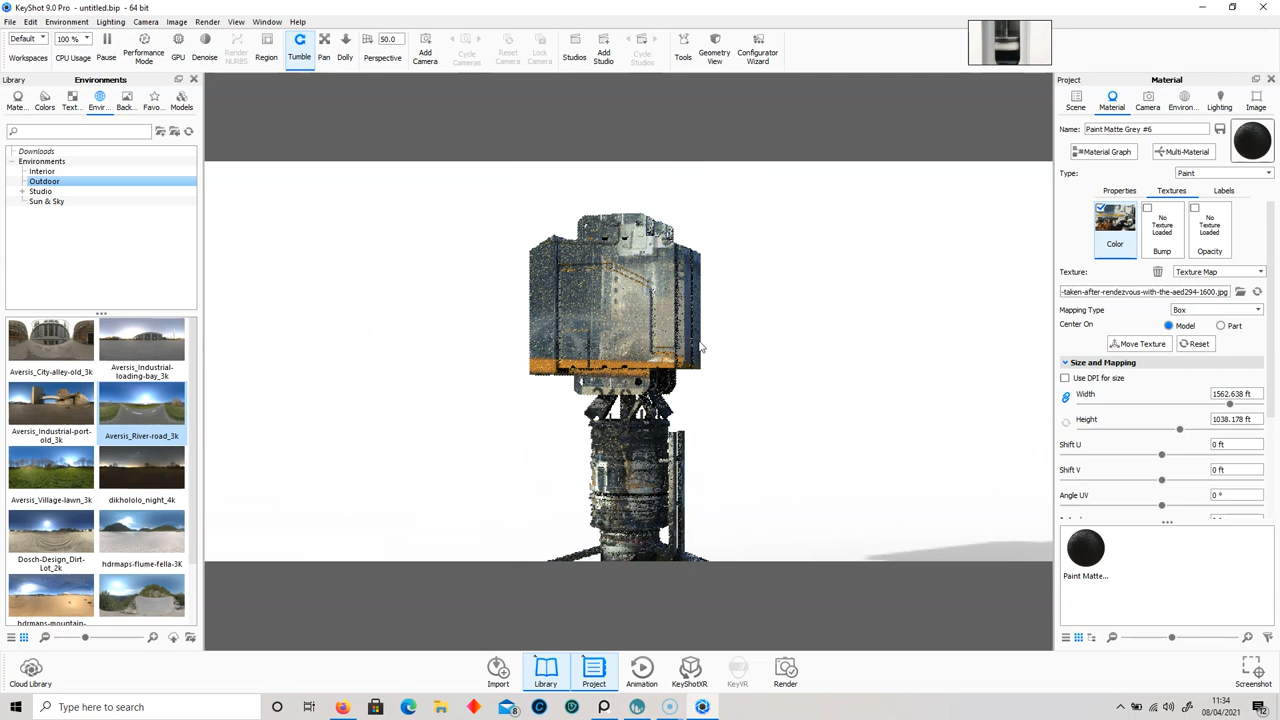 KeyShot 9.0 Pro - untitled.bip - 64 bit
File Edit Environment Lighting Camera Image Render View Window Help
Default 100 % 50.0
Workspaces CPU Usage Pause Performance Mode GPU Denoise Render NURBS Region Tumble Pan Dolly Perspective Add Camera Cycle Cameras Reset Camera Lock Camera Studios Add Studio Cycle Studios Tools Geometry View Configurator Wizard
Library Environments
Mate... Colors Text... Envir... Back... Favo... Models
Downloads
Environments
Interior
Outdoor
Studio
Sun & Sky
Aversis_City-alley-old_3k
Aversis_Industrial-loading-bay_3k
Aversis_Industrial-port-old_3k
Aversis_River-road_3k
Aversis_Village-lawn_3k
dikhololo_night_4k
Dosch-Design_Dirt-Lot_2k
hdrmaps-flume-fella-3K
hdrmaps-mountain-
Project Material
Scene Material Camera Environ... Lighting Image
Name: Paint Matte Grey #6
Material Graph Multi-Material
Type: Paint
Properties Textures Labels
No Texture Loaded
No Texture Loaded
Color Bump Opacity
Texture: Texture Map
-taken-after-rendezvous-with-the-aed294-1600.jpg
Mapping Type Box
Center On Model Part
Move Texture Reset
Size and Mapping
Use DPI for size
Width 1562.638 ft
Height 1038.178 ft
Shift U 0 ft
Shift V 0 ft
Angle UV 0 °
Paint Matte...
Cloud Library Import Library Project Animation KeyShotXR KeyVR Render Screenshot
Type here to search
8
11:34
08/04/2021
12